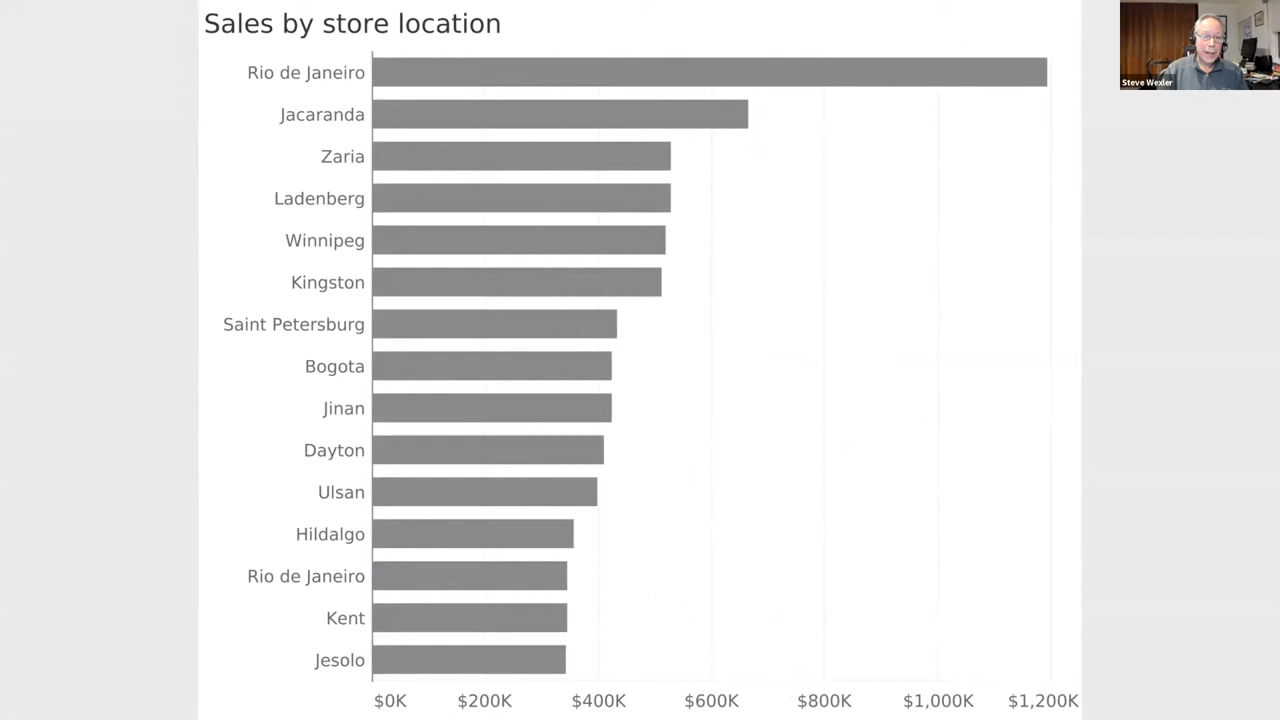 Sales by store location
Steve Wexler
Rio de Janeiro
Jacaranda
Zaria
Ladenberg
Winnipeg
Kingston
Saint Petersburg
Bogota
Jinan
Dayton
Ulsan
Hildalgo
Rio de Janeiro
Kent
Jesolo
$0K $200K $400K $600K $800K $1,000K $1,200K